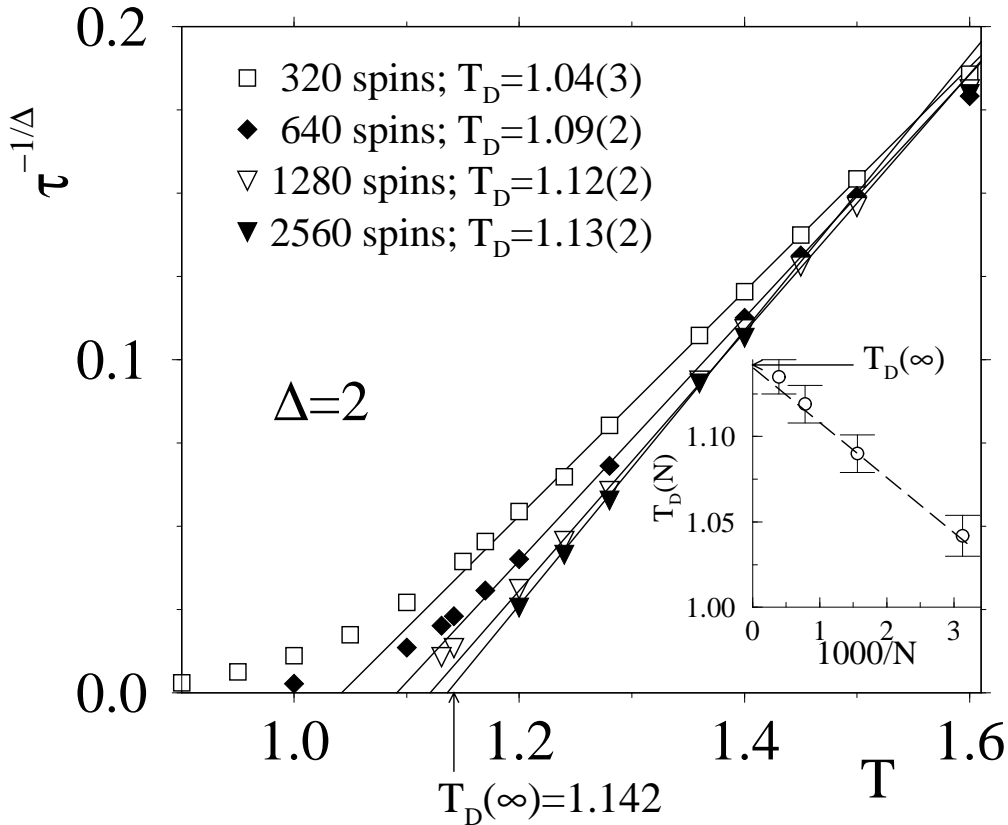 0.2
320 spins; T_D=1.04(3)
640 spins; T_D=1.09(2)
1280 spins; T_D=1.12(2)
2560 spins; T_D=1.13(2)
τ^{-1/Δ}
0.1
Δ=2
0.0
1.0
1.2
1.4
1.6
T
T_D(∞)=1.142
T_D(∞)
1.10
1.05
1.00
T_D(N)
0
1
2
3
1000/N